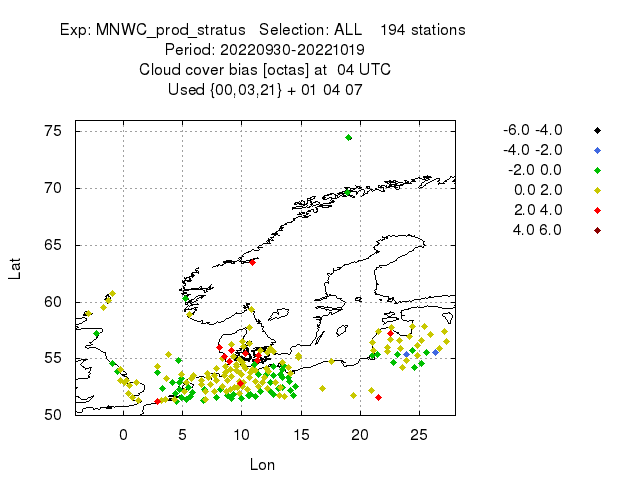 Exp: MNWC_prod_stratus   Selection: ALL    194 stations
Period: 20220930-20221019
Cloud cover bias [octas] at  04 UTC
Used {00,03,21} + 01 04 07
75
70
65
60
55
50
Lat
0 5 10 15 20 25
Lon
-6.0 -4.0
-4.0 -2.0
-2.0 0.0
0.0 2.0
2.0 4.0
4.0 6.0